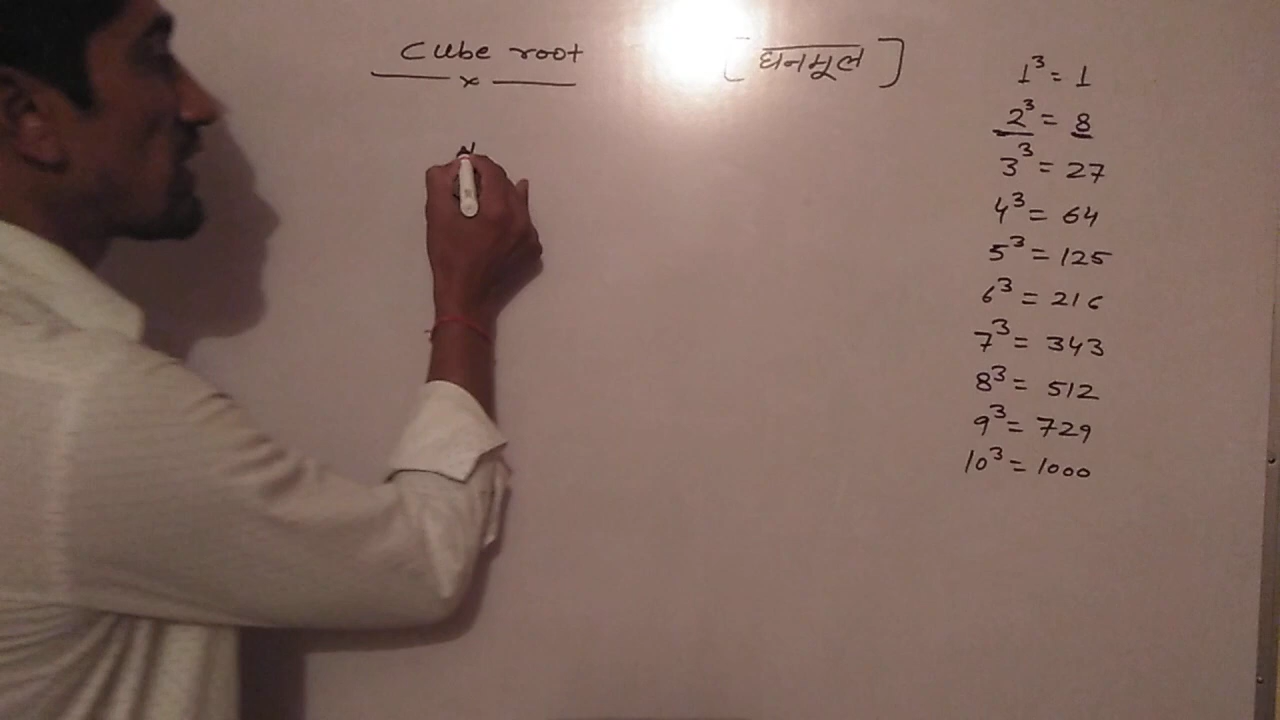 Cube root [घनमूल]
1³ = 1
2³ = 8
3³ = 27
4³ = 64
5³ = 125
6³ = 216
7³ = 343
8³ = 512
9³ = 729
10³ = 1000